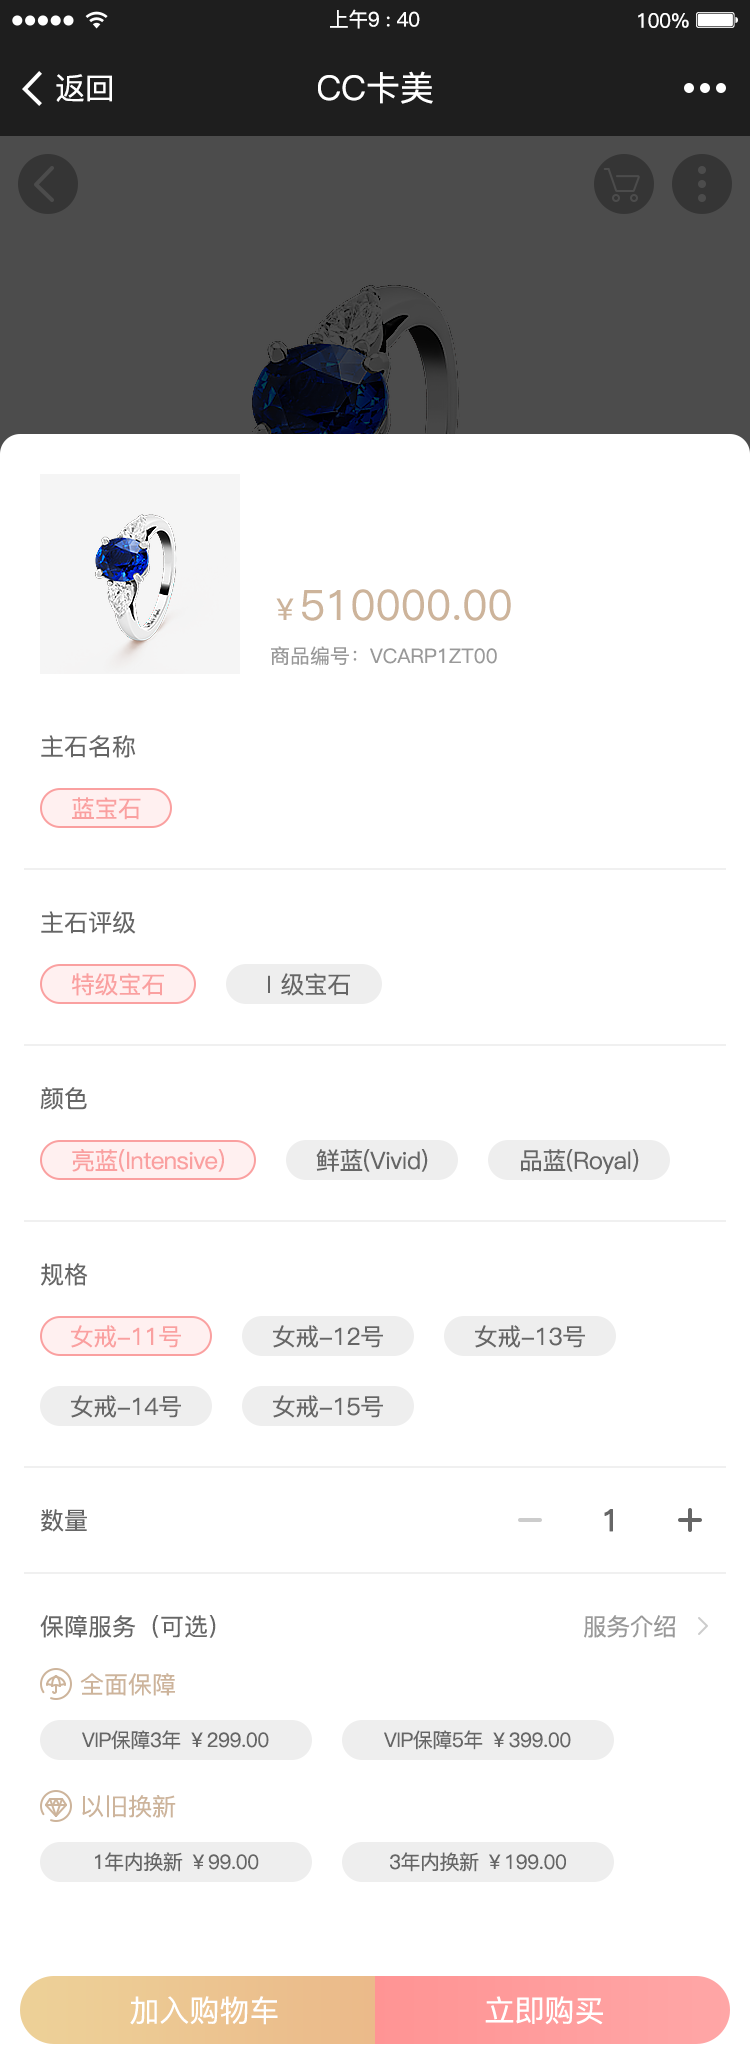 上午9 : 40
100%
返回
CC卡美
¥510000.00
商品编号：VCARP1ZT00
主石名称
蓝宝石
主石评级
特级宝石
Ⅰ级宝石
颜色
亮蓝(Intensive)
鲜蓝(Vivid)
品蓝(Royal)
规格
女戒-11号
女戒-12号
女戒-13号
女戒-14号
女戒-15号
数量
1
保障服务（可选）
服务介绍
全面保障
VIP保障3年 ¥299.00
VIP保障5年 ¥399.00
以旧换新
1年内换新 ¥99.00
3年内换新 ¥199.00
加入购物车
立即购买